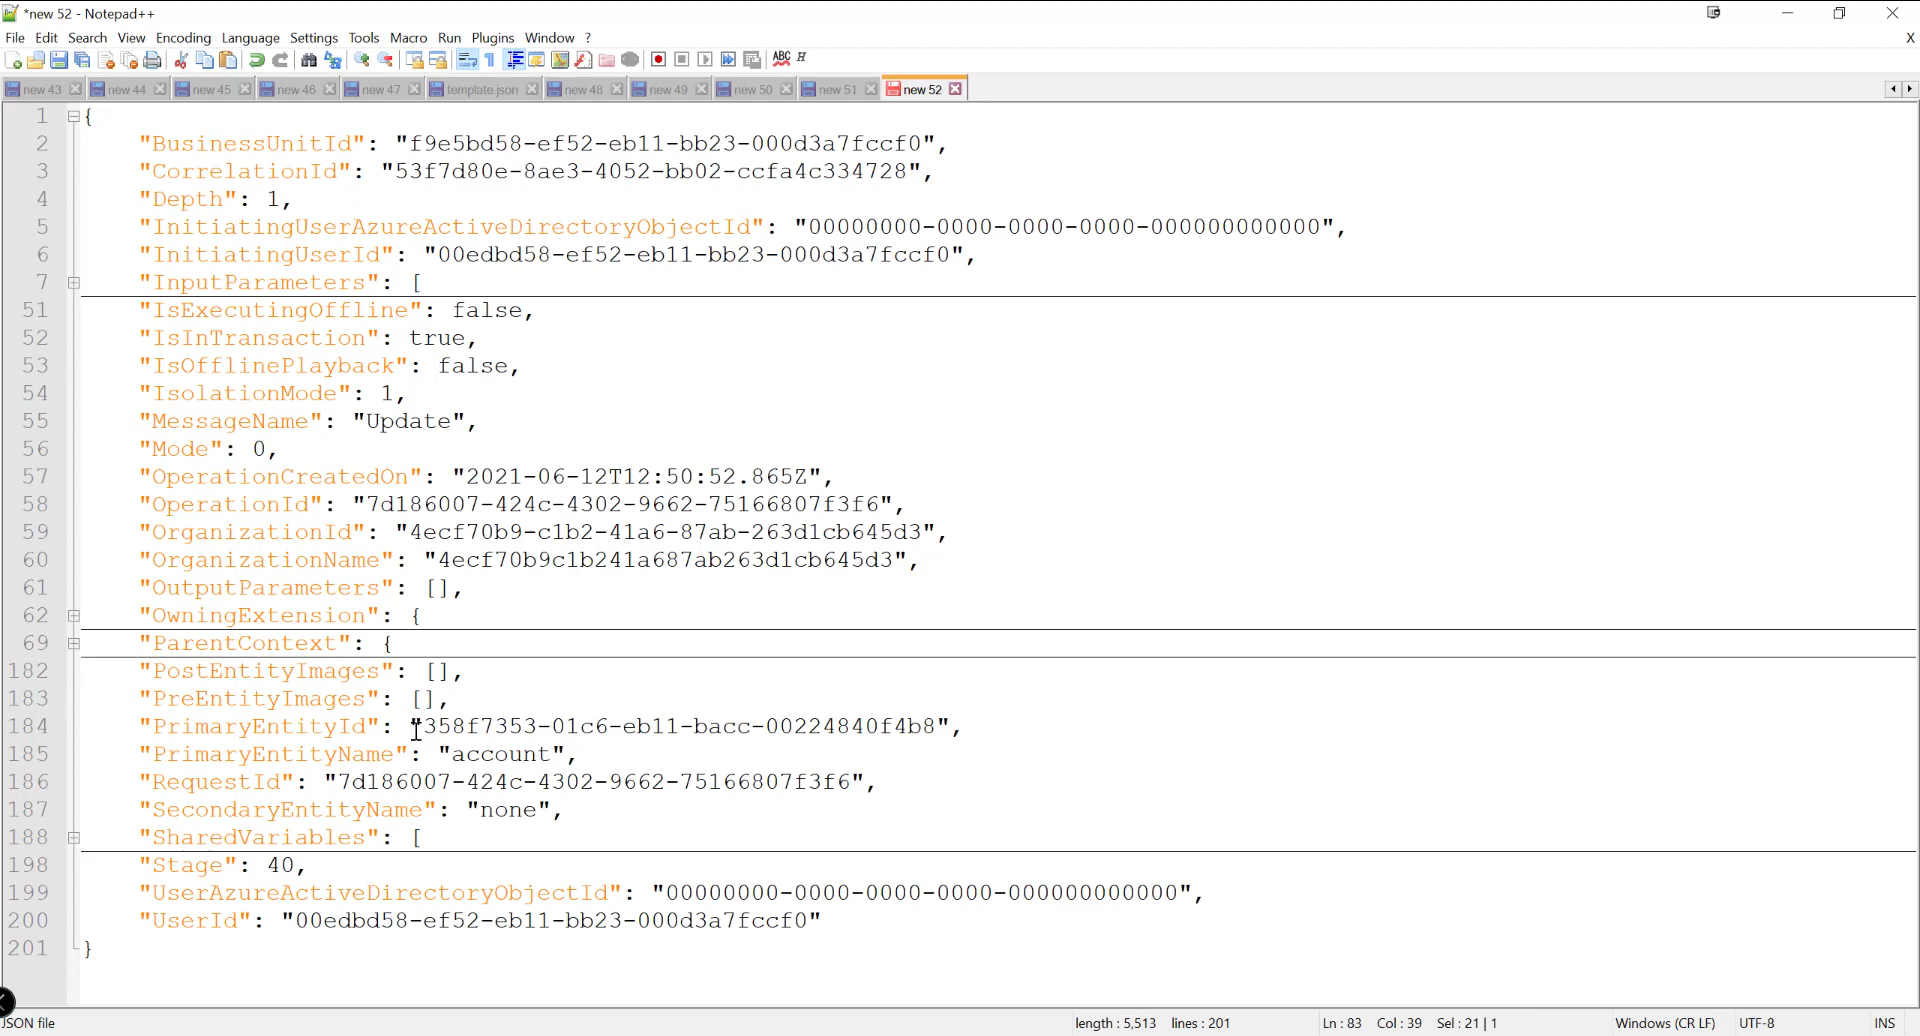 *new 52 - Notepad++
File Edit Search View Encoding Language Settings Tools Macro Run Plugins Window ? X
ABC H
new 43 new 44 new 45 new 46 new 47 template.json new 48 new 49 new 50 new 51 new 52
1 {
2 "BusinessUnitId": "f9e5bd58-ef52-eb11-bb23-000d3a7fccf0",
3 "CorrelationId": "53f7d80e-8ae3-4052-bb02-ccfa4c334728",
4 "Depth": 1,
5 "InitiatingUserAzureActiveDirectoryObjectId": "00000000-0000-0000-0000-000000000000",
6 "InitiatingUserId": "00edbd58-ef52-eb11-bb23-000d3a7fccf0",
7 "InputParameters": [
51 "IsExecutingOffline": false,
52 "IsInTransaction": true,
53 "IsOfflinePlayback": false,
54 "IsolationMode": 1,
55 "MessageName": "Update",
56 "Mode": 0,
57 "OperationCreatedOn": "2021-06-12T12:50:52.865Z",
58 "OperationId": "7d186007-424c-4302-9662-75166807f3f6",
59 "OrganizationId": "4ecf70b9-c1b2-41a6-87ab-263d1cb645d3",
60 "OrganizationName": "4ecf70b9c1b241a687ab263d1cb645d3",
61 "OutputParameters": [],
62 "OwningExtension": {
69 "ParentContext": {
182 "PostEntityImages": [],
183 "PreEntityImages": [],
184 "PrimaryEntityId": "358f7353-01c6-eb11-bacc-00224840f4b8",
185 "PrimaryEntityName": "account",
186 "RequestId": "7d186007-424c-4302-9662-75166807f3f6",
187 "SecondaryEntityName": "none",
188 "SharedVariables": [
198 "Stage": 40,
199 "UserAzureActiveDirectoryObjectId": "00000000-0000-0000-0000-000000000000",
200 "UserId": "00edbd58-ef52-eb11-bb23-000d3a7fccf0"
201 }
JSON file length : 5,513 lines : 201 Ln : 83 Col : 39 Sel : 21 | 1 Windows (CR LF) UTF-8 INS